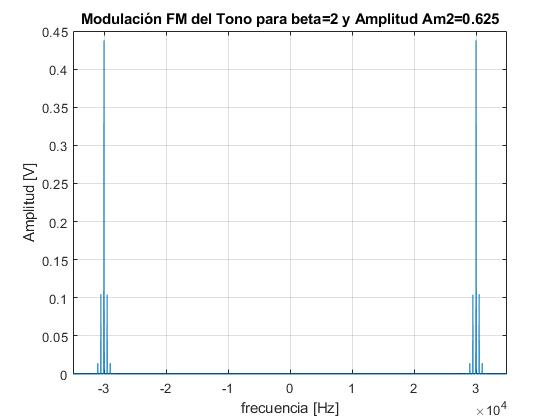 Modulación FM del Tono para beta=2 y Amplitud Am2=0.625
Amplitud [V]
0.45
0.4
0.35
0.3
0.25
0.2
0.15
0.1
0.05
0
-3 -2 -1 0 1 2 3
×10⁴
frecuencia [Hz]